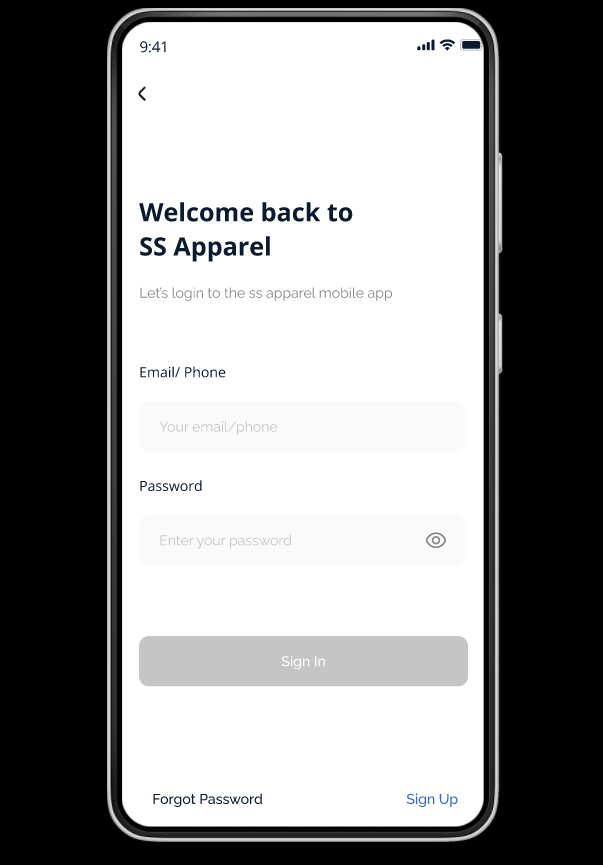 9:41
Welcome back to
SS Apparel
Let's login to the ss apparel mobile app
Email/ Phone
Your email/phone
Password
Enter your password
Sign In
Forgot Password
Sign Up